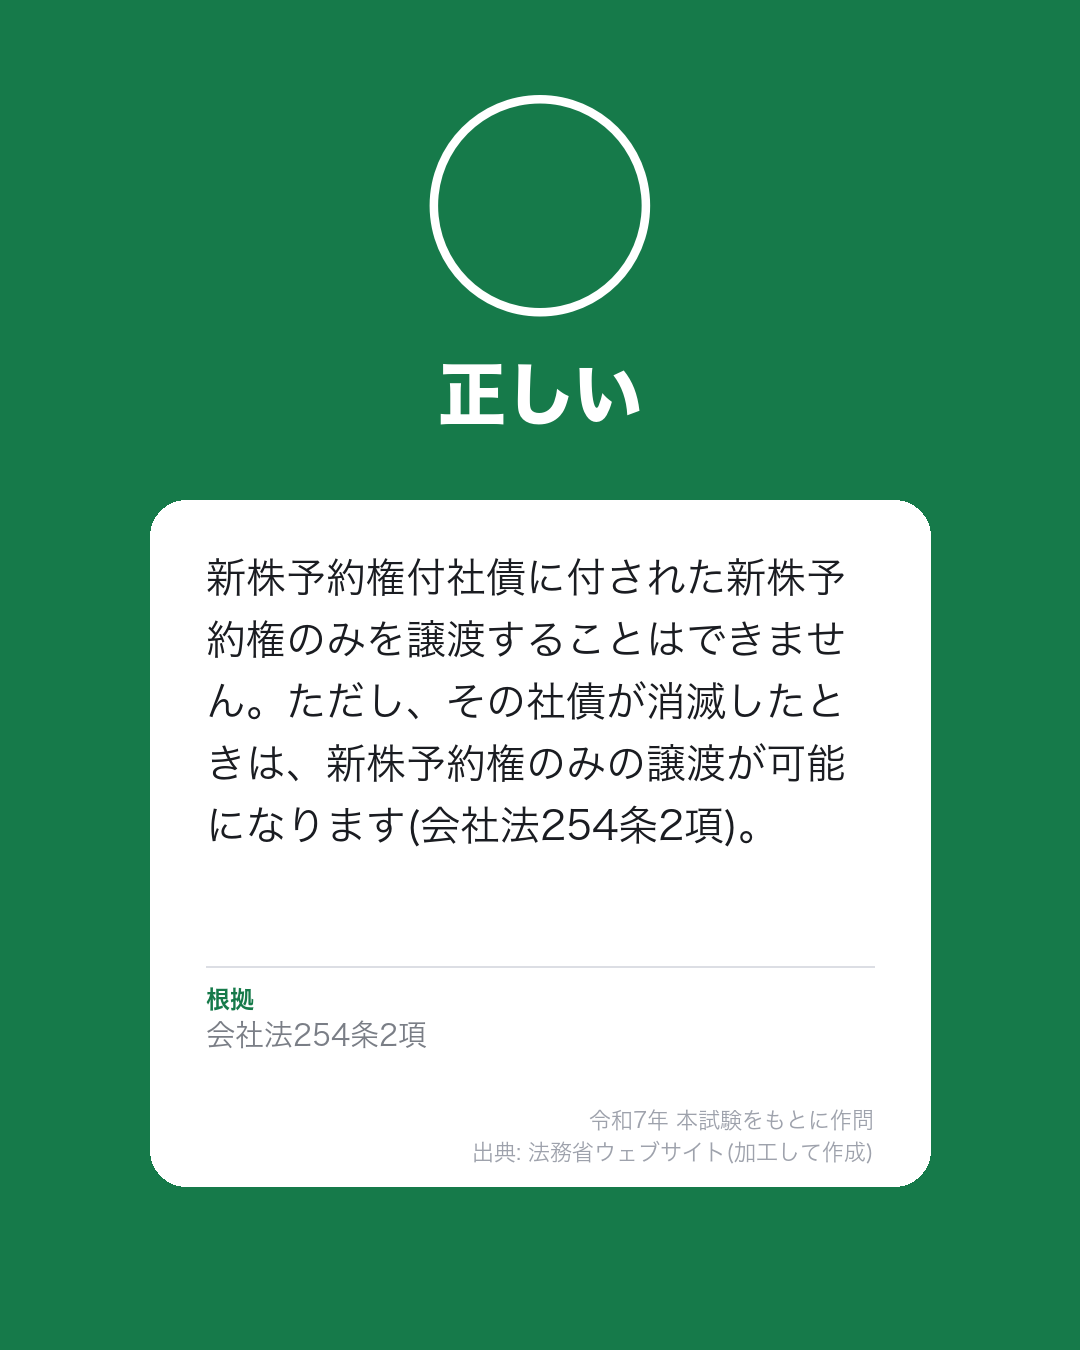 正しい
新株予約権付社債に付された新株予
約権のみを譲渡することはできませ
ん。ただし、その社債が消滅したと
きは、新株予約権のみの譲渡が可能
になります(会社法254条2項)。
根拠
会社法254条2項
令和7年 本試験をもとに作問
出典: 法務省ウェブサイト(加工して作成)